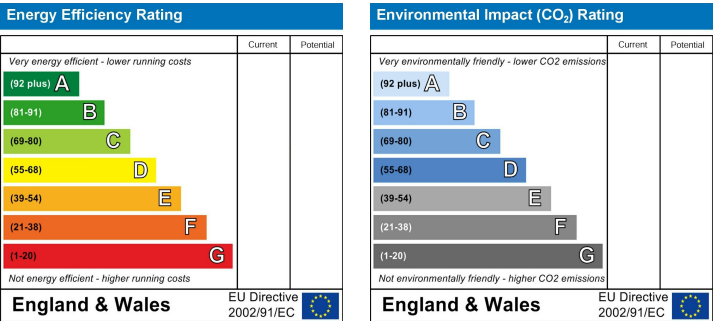 Energy Efficiency Rating
Current Potential
Very energy efficient - lower running costs
(92 plus) A
(81-91) B
(69-80) C
(55-68) D
(39-54) E
(21-38) F
(1-20) G
Not energy efficient - higher running costs
England & Wales
EU Directive
2002/91/EC
Environmental Impact (CO₂) Rating
Current Potential
Very environmentally friendly - lower CO2 emissions
(92 plus) A
(81-91) B
(69-80) C
(55-68) D
(39-54) E
(21-38) F
(1-20) G
Not environmentally friendly - higher CO2 emissions
England & Wales
EU Directive
2002/91/EC